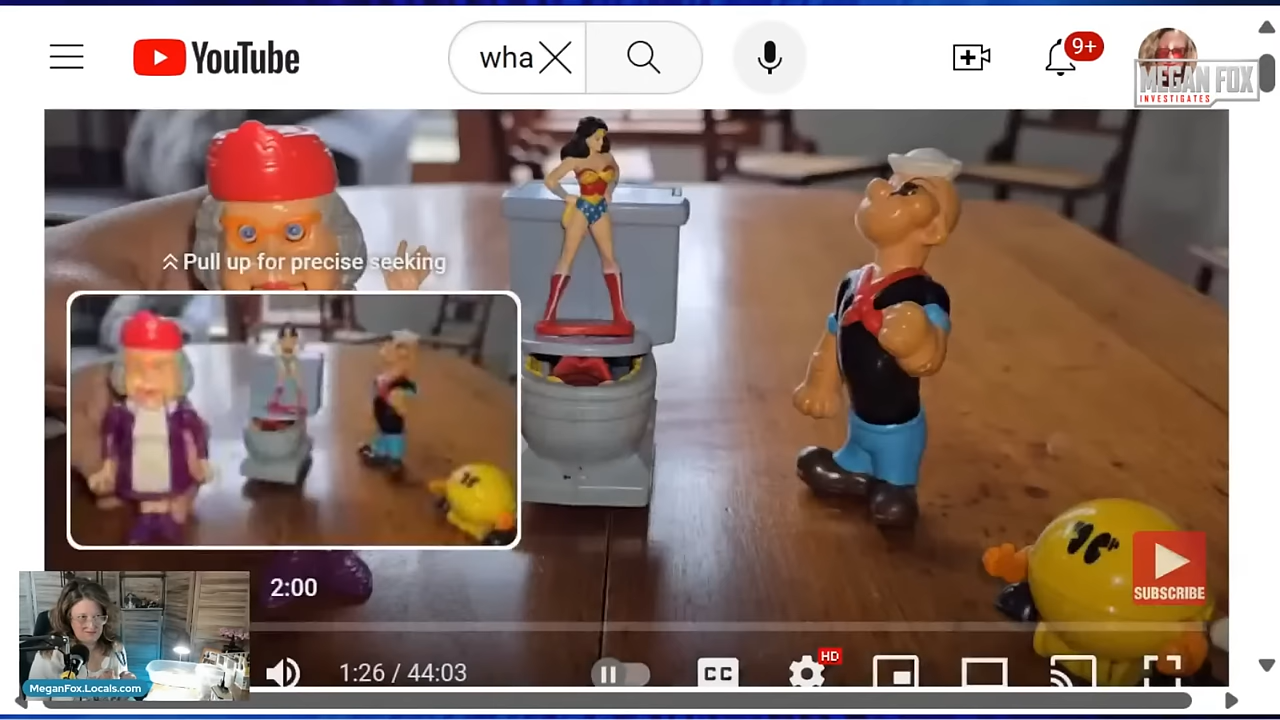 YouTube
wha
9+
MEGAN FOX
INVESTIGATES
Pull up for precise seeking
2:00
SUBSCRIBE
1:26 / 44:03
CC
HD
MeganFox.Locals.com